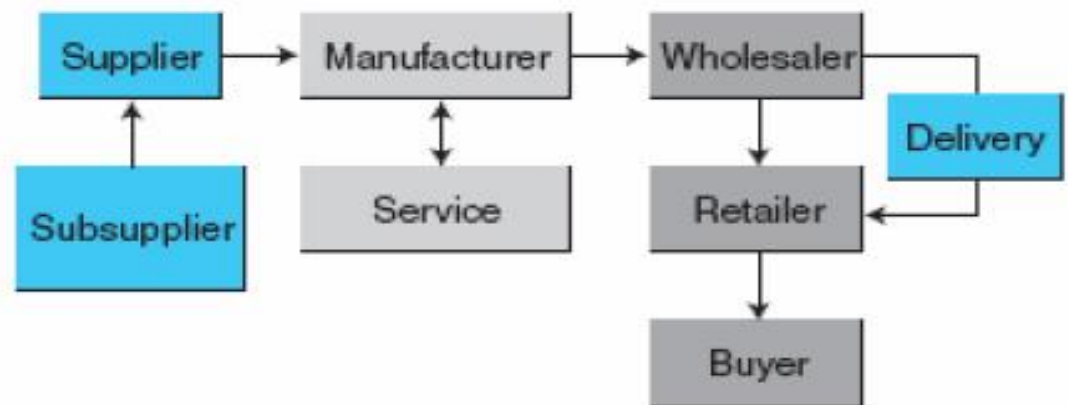 Supplier
Manufacturer
Wholesaler
Delivery
Subsupplier
Service
Retailer
Buyer